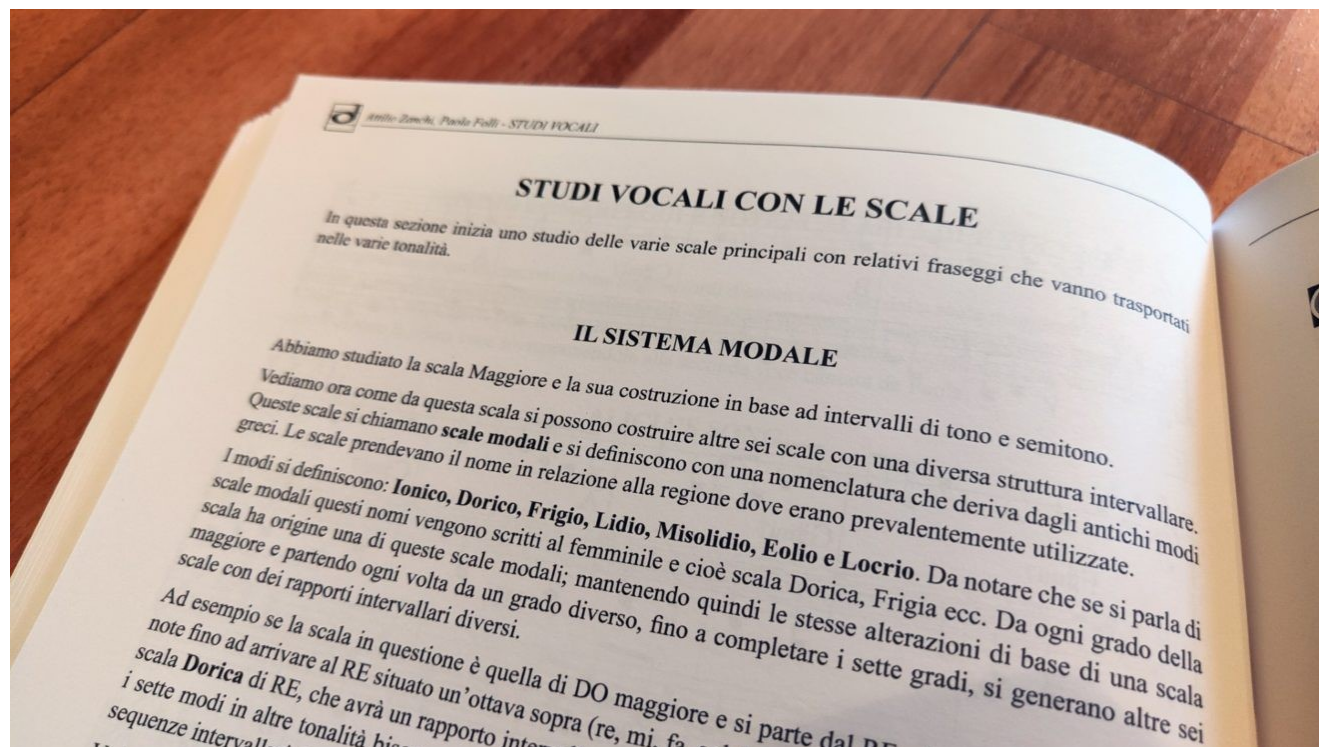 Attilio Zanchi, Paola Folli - STUDI VOCALI
STUDI VOCALI CON LE SCALE
In questa sezione inizia uno studio delle varie scale principali con relativi fraseggi che vanno trasportati
nelle varie tonalità.
IL SISTEMA MODALE
Abbiamo studiato la scala Maggiore e la sua costruzione in base ad intervalli di tono e semitono.
Vediamo ora come da questa scala si possono costruire altre sei scale con una diversa struttura intervallare.
Queste scale si chiamano scale modali e si definiscono con una nomenclatura che deriva dagli antichi modi
greci. Le scale prendevano il nome in relazione alla regione dove erano prevalentemente utilizzate.
I modi si definiscono: Ionico, Dorico, Frigio, Lidio, Misolidio, Eolio e Locrio. Da notare che se si parla di
scale modali questi nomi vengono scritti al femminile e cioè scala Dorica, Frigia ecc. Da ogni grado della
scala ha origine una di queste scale modali; mantenendo quindi le stesse alterazioni di base di una scala
maggiore e partendo ogni volta da un grado diverso, fino a completare i sette gradi, si generano altre sei
scale con dei rapporti intervallari diversi.
Ad esempio se la scala in questione è quella di DO maggiore e si parte dal RE
note fino ad arrivare al RE situato un'ottava sopra (re, mi, fa,
scala Dorica di RE, che avrà un rapporto
i sette modi in altre tonalità
sequenze